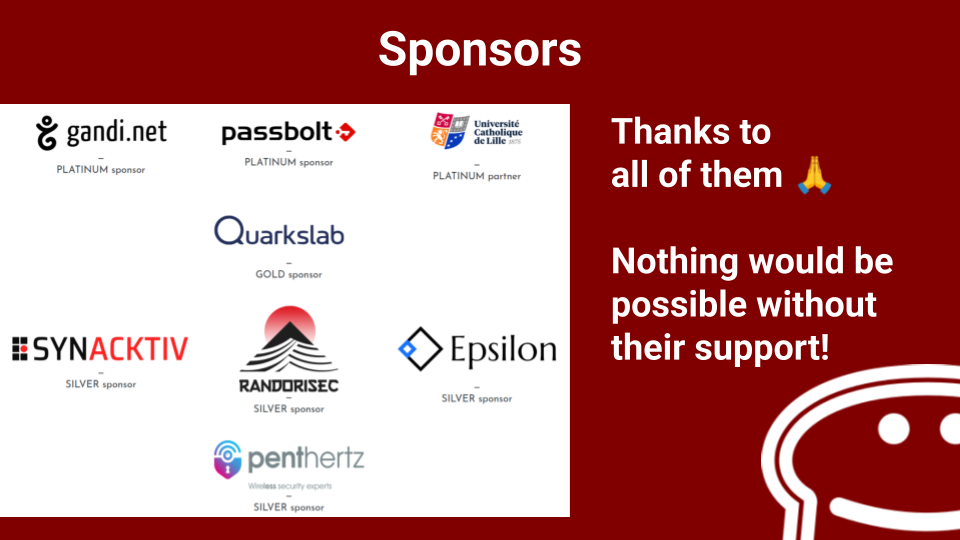 Sponsors
gandi.net
–
PLATINUM sponsor
passbolt
–
PLATINUM sponsor
Université
Catholique
de Lille 1875
–
PLATINUM partner
Quarkslab
–
GOLD sponsor
SYNACKTIV
–
SILVER sponsor
RANDORISEC
–
SILVER sponsor
Epsilon
–
SILVER sponsor
penthertz
Wireless security experts
–
SILVER sponsor
Thanks to
all of them 🙏
Nothing would be
possible without
their support!